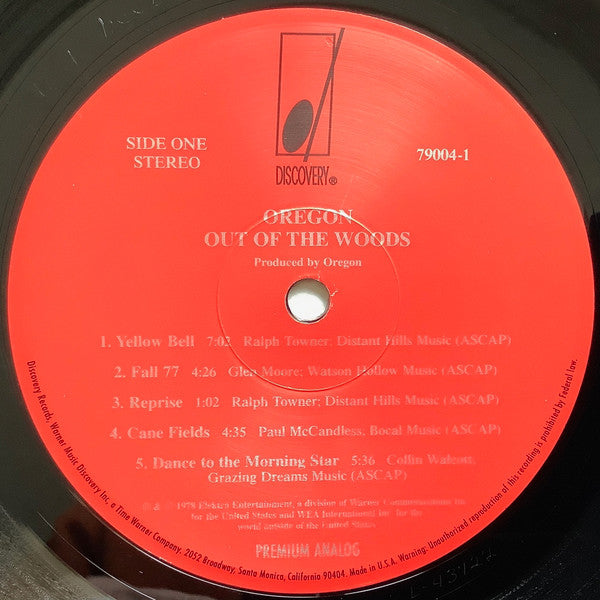 SIDE ONE
STEREO
DISCOVERY®
79004-1
OREGON
OUT OF THE WOODS
Produced by Oregon
1. Yellow Bell 7:02 Ralph Towner; Distant Hills Music (ASCAP)
2. Fall 77 4:26 Glen Moore; Watson Hollow Music (ASCAP)
3. Reprise 1:02 Ralph Towner; Distant Hills Music (ASCAP)
4. Cane Fields 4:35 Paul McCandless, Bocal Music (ASCAP)
5. Dance to the Morning Star 5:36 Collin Walcott,
Grazing Dreams Music (ASCAP)
℗ & © 1978 Elektra Entertainment, a division of Warner Communications Inc
for the United States and WEA International Inc for the
world outside of the United States.
PREMIUM ANALOG
Discovery Records, Warner Music Discovery Inc, a Time Warner Company. 2052 Broadway, Santa Monica, California 90404. Made in U.S.A. Warning: Unauthorized reproduction of this recording is prohibited by Federal law.